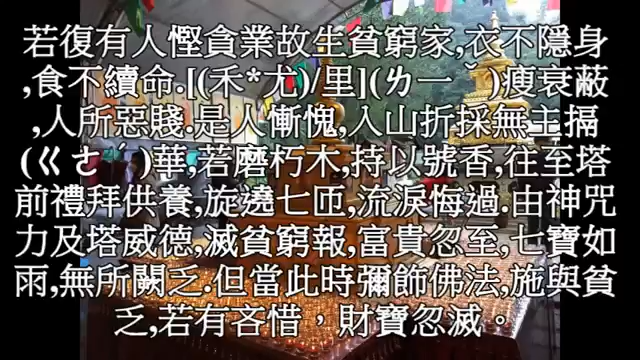 若復有人慳貪業故生貧窮家,衣不隱身
,食不續命.[(禾*尤)/里](ㄌㄧˇ)瘦衰蔽
,人所惡賤.是人慚愧,入山折採無主搹
(ㄍㄜˊ)華,若磨朽木,持以號香,往至塔
前禮拜供養,旋遶七匝,流淚悔過.由神咒
力及塔威德,滅貧窮報,富貴忽至,七寶如
雨,無所闕乏.但當此時彌飾佛法,施與貧
乏,若有吝惜，財寶忽滅。